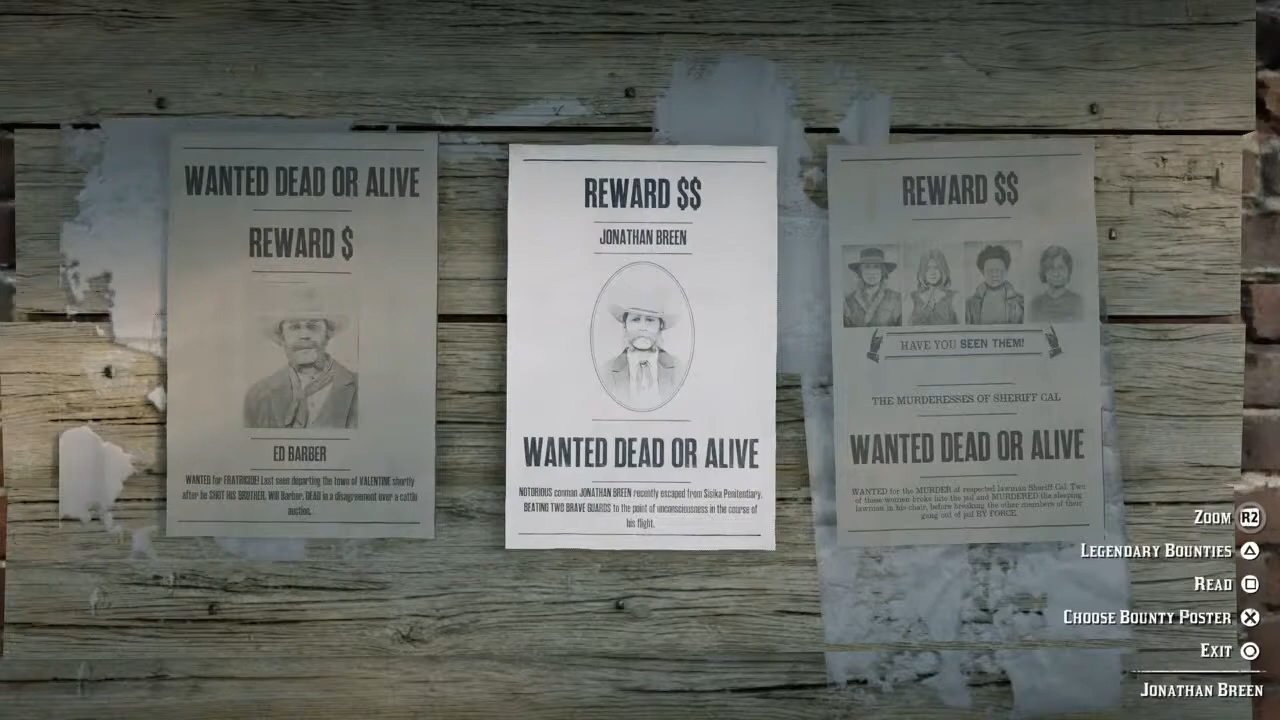 WANTED DEAD OR ALIVE
REWARD $
ED BARBER
WANTED for FRATRICIDE! Last seen departing the town of VALENTINE shortly
after he SHOT HIS BROTHER, Will Barber, DEAD in a disagreement over a cattle
auction.
REWARD $$
JONATHAN BREEN
WANTED DEAD OR ALIVE
NOTORIOUS conman JONATHAN BREEN recently escaped from Sisika Penitentiary,
BEATING TWO BRAVE GUARDS to the point of unconsciousness in the course of
his flight.
REWARD $$
HAVE YOU SEEN THEM!
THE MURDERESSES OF SHERIFF CAL
WANTED DEAD OR ALIVE
WANTED for the MURDER of respected lawman Sheriff Cal. Two
of these women broke into the jail and MURDERED the sleeping
lawman in his chair, before breaking the other members of their
gang out of jail BY FORCE.
ZOOM R2
LEGENDARY BOUNTIES
READ
CHOOSE BOUNTY POSTER
EXIT
JONATHAN BREEN